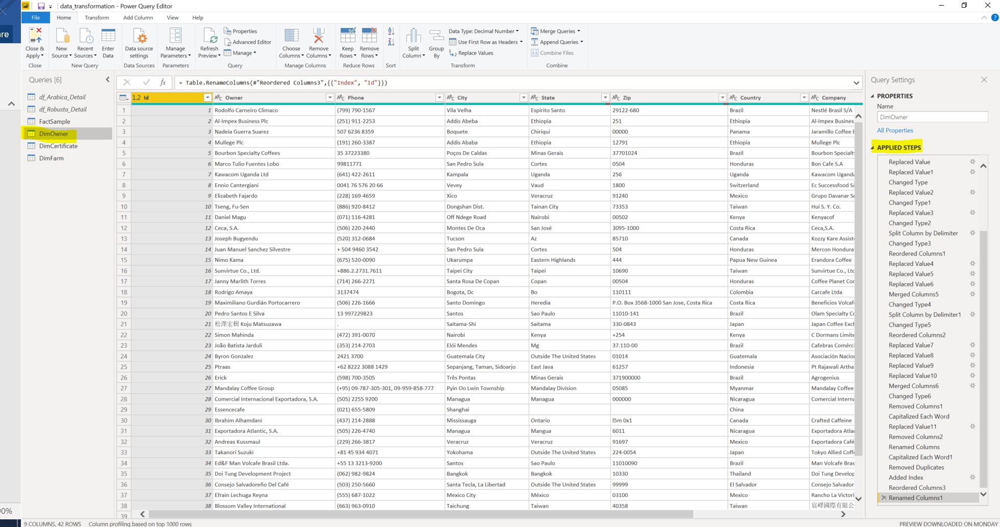 data_transformation - Power Query Editor
re
File Home Transform Add Column View Help
Close & Apply
New Source
Recent Sources
Enter Data
Data source settings
Manage Parameters
Refresh Preview
Properties
Advanced Editor
Manage
Choose Columns
Remove Columns
Keep Rows
Remove Rows
Split Column
Group By
Data Type: Decimal Number
Use First Row as Headers
Replace Values
Merge Queries
Append Queries
Combine Files
Close New Query Data Sources Parameters Query Manage Columns Reduce Rows Sort Transform Combine
Queries [6]
df_Arabica_Detail
df_Robusta_Detail
FactSample
DimOwner
DimCertificate
DimFarm
fx
= Table.RenameColumns(#"Reordered Columns3",{{"Index", "Id"}})
1.2 Id ABC Owner ABC Phone ABC City ABC State ABC Zip ABC Country ABC Company
1 1 Rodolfo Carneiro Climaco (799) 790-1567 Vila Velha Espirito Santo 29122-680 Brazil Nestlé Brasil S/A
2 2 Al-Impex Business Plc (251) 911-2253 Addis Abeba Ethiopia 251 Ethiopia Al-Impex Busines
3 3 Nadeia Guerra Suarez 507 6236 8359 Boquete Chiriqui 00000 Panama Jaramillo Coffee E
4 4 Mullege Plc (191) 260-3387 Addis Ababa Ethiopia 12791 Ethiopia Mullege Plc
5 5 Bourbon Specialty Coffees 35 37223380 Poços De Caldas Minas Gerais 37701024 Brazil Bourbon Specialt
6 6 Marco Tulio Fuentes Lobo 99811771 San Pedro Sula Cortes 0504 Honduras Bon Cafe S.A
7 7 Kawacom Uganda Ltd (641) 422-2611 Kampala Uganda 256 Uganda Kawacom Uganda
8 8 Ennio Cantergiani 0041 76 576 20 66 Vevey Vaud 1800 Switzerland Ec Successfood Sä
9 9 Elizabeth Fajardo (228) 169-4659 Xico Veracruz 91240 Mexico Grupo Davanar S
10 10 Tseng, Fu-Sen (886) 920-8412 Dongshan Dist. Tainan City 73353 Taiwan Hui S. Y. Co.
11 11 Daniel Magu (071) 116-4281 Off Ndege Road Nairobi 00502 Kenya Kenyacof
12 12 Ceca, S.A. (506) 220-2440 Montes De Oca San José 3095-1000 Costa Rica Ceca,S.A.
13 13 Joseph Bugyendu (520) 312-0684 Tucson Az 85710 Canada Kozzy Kare Assist
14 14 Juan Manuel Sanchez Silvestre + 504 9460 3542 San Pedro Sula Cortes 504 Honduras Mercon Hondura
15 15 Nimo Kama (675) 520-0090 Ukarumpa Eastern Highlands 444 Papua New Guinea Erandora Coffee
16 16 Sunvirtue Co., Ltd. +886.2.2731.7611 Taipei City Taipei 10690 Taiwan Sunvirtue Co., Ltd
17 17 Janny Marlith Torres (714) 266-2271 Santa Rosa De Copan Copan 00504 Honduras Coffee Planet Cor
18 18 Rodrigo Amaya 3137474 Bogota, Dc Bo 110111 Colombia Carcafe Ltda
19 19 Maximiliano Gurdián Portocarrero (506) 226-1666 Santo Domingo Heredia P.O. Box 3568-1000 San Jose, Costa Rica Costa Rica Beneficios Volcaf
20 20 Pedro Santos E Silva 13 997229823 Santos Sao Paulo 11010-141 Brazil Olam Specialty C
21 21 松澤宏樹 Koju Matsuzawa . Saitama-Shi Saitama 330-0843 Japan Japan Coffee Exch
22 22 Simon Mahinda (472) 391-0070 Nairobi Kenya +254 Kenya C Dormans Limite
23 23 João Batista Jarduli (353) 214-2703 Elói Mendes Mg 37.110-00 Brazil Cafebras Comérc
24 24 Byron Gonzalez 2421 3700 Guatemala City Outside The United States 01014 Guatemala Asociación Nacio
25 25 Ptraas +62 8222 3088 1429 Sepanjang, Taman, Sidoarjo East Java 61257 Indonesia Pt Rajawali Artha
26 26 Erick (598) 700-3505 Três Pontas Minas Gerais 371900000 Brazil Agrogenius
27 27 Mandalay Coffee Group (+95) 09-787-305-301, 09-959-858-777 Pyin Oo Lwin Township Mandalay Division 05085 Myanmar Mandalay Coffee
28 28 Comercial Internacional Exportadora, S.A. (505) 2255 9200 Managua Managua 000000 Nicaragua Comercial Interna
29 29 Essencecafe (021) 655-5809 Shanghai China
30 30 Ibrahim Alhamdani (437) 214-2888 Mississauga Ontario l5m 0x1 Canada Crafted Caffeine
31 31 Exportadora Atlantic, S.A. (505) 226-4740 Managua Mangua 6011 Nicaragua Exportadora Atlan
32 32 Andreas Kussmaul (229) 266-3817 Veracruz Veracruz 91697 Mexico Exportadora Café
33 33 Takanori Suzuki +81 45 934 4071 Yokohama Outside The United States 224-0054 Japan Tokyo Allied Coff
34 34 Ed&F Man Volcafe Brasil Ltda. +55 13 3213-9200 Santos Sao Paulo 11010090 Brazil Man Volcafe Bras
35 35 Doi Tung Development Project (062) 982-9824 Bangkok Bangkok 10330 Thailand Doi Tung Develop
36 36 Consejo Salvadoreño Del Café (503) 250-5660 Santa Tecla, La Libertad Outside The United States 99999 El Salvador Consejo Salvador
37 37 Efrain Lechuga Reyna (555) 687-1022 Mexico City México 03100 Mexico Rancho La Victori
38 38 Blossom Valley International (663) 963-0910 Taichung Taiwan 40358 Taiwan 宸嶧國際有限公
39
Query Settings
PROPERTIES
Name
DimOwner
All Properties
APPLIED STEPS
Replaced Value
Replaced Value1
Changed Type
Replaced Value2
Changed Type1
Replaced Value3
Changed Type2
Split Column by Delimiter
Changed Type3
Reordered Columns1
Replaced Value4
Replaced Value5
Replaced Value6
Merged Columns5
Changed Type4
Split Column by Delimiter1
Changed Type5
Reordered Columns2
Replaced Value7
Replaced Value8
Replaced Value9
Replaced Value10
Merged Columns6
Changed Type6
Removed Columns1
Capitalized Each Word
Replaced Value11
Removed Columns2
Renamed Columns
Capitalized Each Word1
Removed Duplicates
Added Index
Reordered Columns3
Renamed Columns1
0%
9 COLUMNS, 42 ROWS Column profiling based on top 1000 rows
PREVIEW DOWNLOADED ON MONDAY